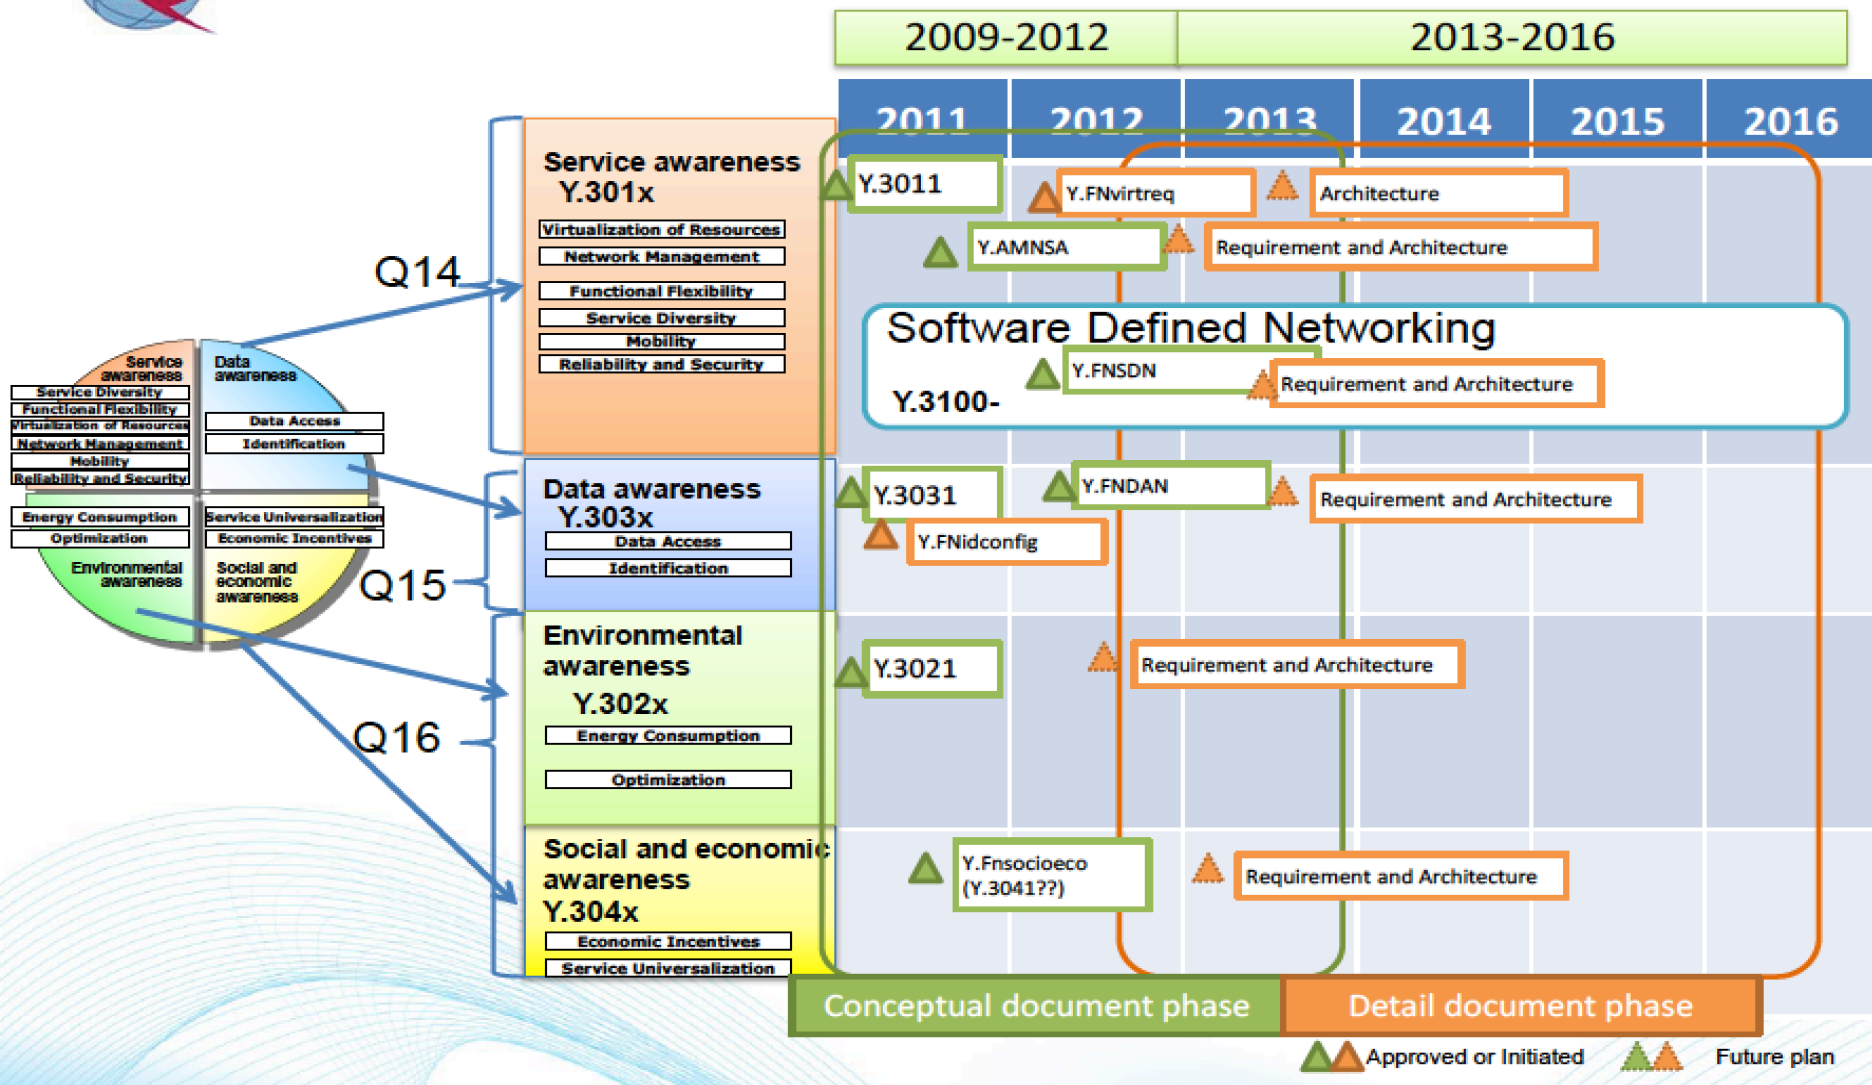 2009-2012
2013-2016
2011
2012
2013
2014
2015
2016
Service awareness
Y.301x
Virtualization of Resources
Network Management
Functional Flexibility
Service Diversity
Mobility
Reliability and Security
Y.3011
Y.FNvirtreq
Architecture
Y.AMNSA
Requirement and Architecture
Software Defined Networking
Y.FNSDN
Requirement and Architecture
Y.3100-
Q14
Service
awareness
Service Diversity
Functional Flexibility
Virtualization of Resources
Network Management
Mobility
Reliability and Security
Data
awareness
Data Access
Identification
Energy Consumption
Optimization
Environmental
awareness
Service Universalization
Economic Incentives
Social and
economic
awareness
Q15
Data awareness
Y.303x
Data Access
Identification
Y.3031
Y.FNDAN
Requirement and Architecture
Y.FNidconfig
Q16
Environmental
awareness
Y.302x
Energy Consumption
Optimization
Y.3021
Requirement and Architecture
Social and economic
awareness
Y.304x
Economic Incentives
Service Universalization
Y.Fnsocioeco
(Y.3041??)
Requirement and Architecture
Conceptual document phase
Detail document phase
Approved or Initiated
Future plan